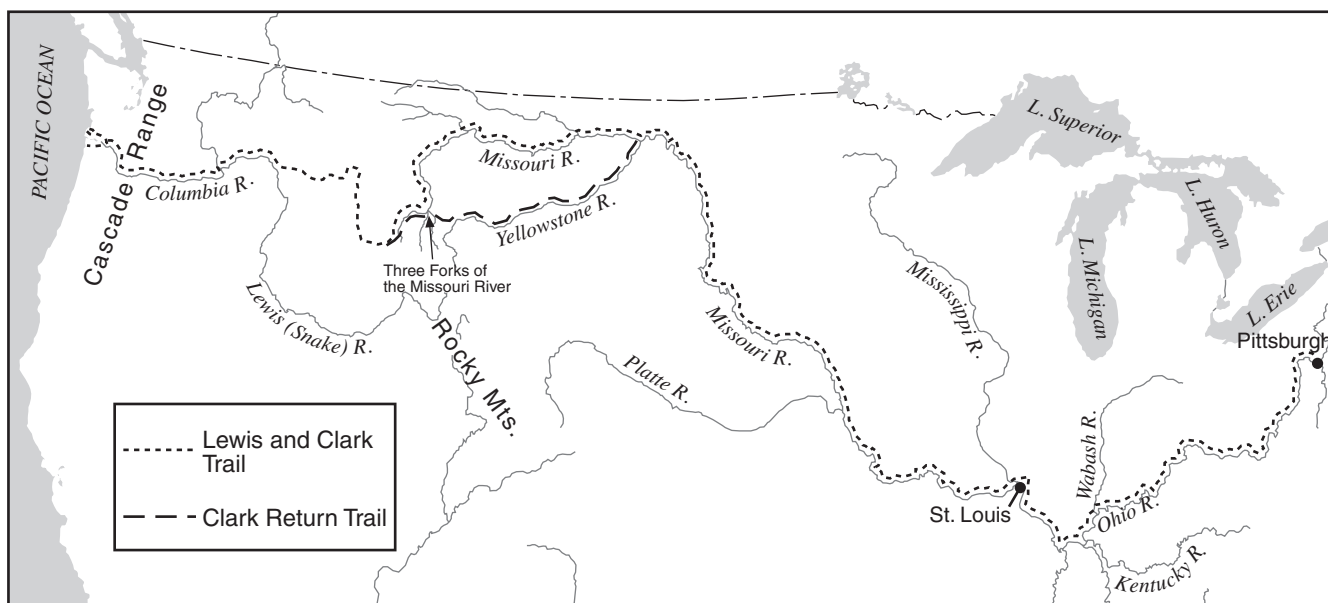 PACIFIC OCEAN
Cascade Range
Columbia R.
Lewis (Snake) R.
Missouri R.
Yellowstone R.
Three Forks of
the Missouri River
Rocky Mts.
Platte R.
Missouri R.
Mississippi R.
L. Superior
L. Michigan
L. Huron
L. Erie
Pittsburgh
Wabash R.
Ohio R.
Kentucky R.
St. Louis
Lewis and Clark
Trail
Clark Return Trail